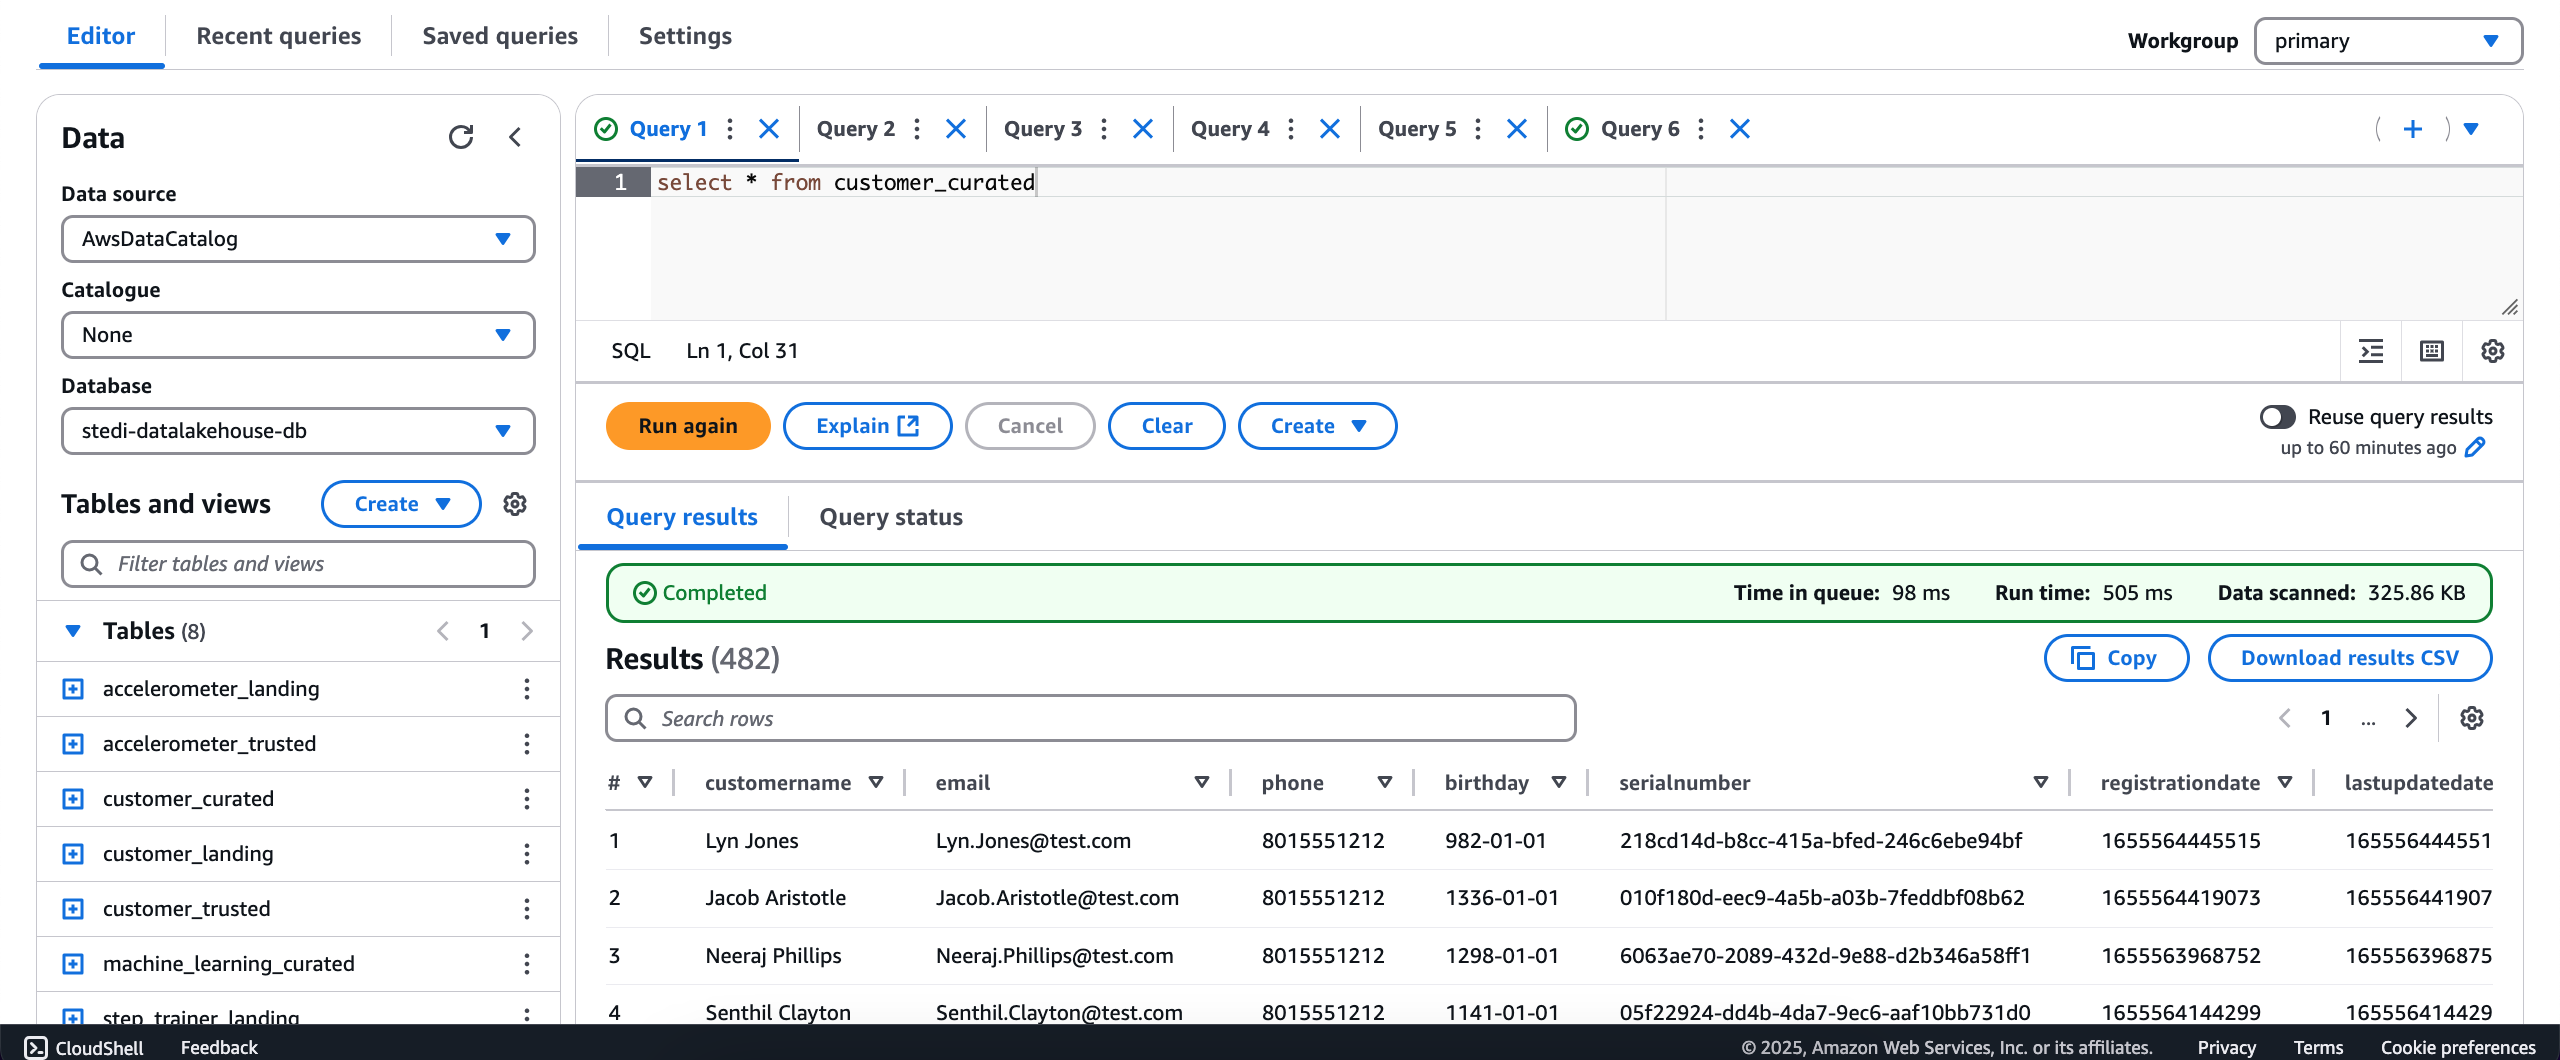 Editor Recent queries Saved queries Settings Workgroup primary
Data
Data source
AwsDataCatalog
Catalogue
None
Database
stedi-datalakehouse-db
Tables and views Create
Filter tables and views
Tables (8) 1
accelerometer_landing
accelerometer_trusted
customer_curated
customer_landing
customer_trusted
machine_learning_curated
step_trainer_landing
Query 1 Query 2 Query 3 Query 4 Query 5 Query 6
1 select * from customer_curated
SQL Ln 1, Col 31
Run again Explain Cancel Clear Create Reuse query results
up to 60 minutes ago
Query results Query status
Completed Time in queue: 98 ms Run time: 505 ms Data scanned: 325.86 KB
Results (482) Copy Download results CSV
Search rows 1 ...
# customername email phone birthday serialnumber registrationdate lastupdatedate
1 Lyn Jones Lyn.Jones@test.com 8015551212 982-01-01 218cd14d-b8cc-415a-bfed-246c6ebe94bf 1655564445515 165556444551
2 Jacob Aristotle Jacob.Aristotle@test.com 8015551212 1336-01-01 010f180d-eec9-4a5b-a03b-7feddbf08b62 1655564419073 165556441907
3 Neeraj Phillips Neeraj.Phillips@test.com 8015551212 1298-01-01 6063ae70-2089-432d-9e88-d2b346a58ff1 1655563968752 165556396875
4 Senthil Clayton Senthil.Clayton@test.com 8015551212 1141-01-01 05f22924-dd4b-4da7-9ec6-aaf10bb731d0 1655564144299 165556414429
CloudShell Feedback © 2025, Amazon Web Services, Inc. or its affiliates. Privacy Terms Cookie preferences